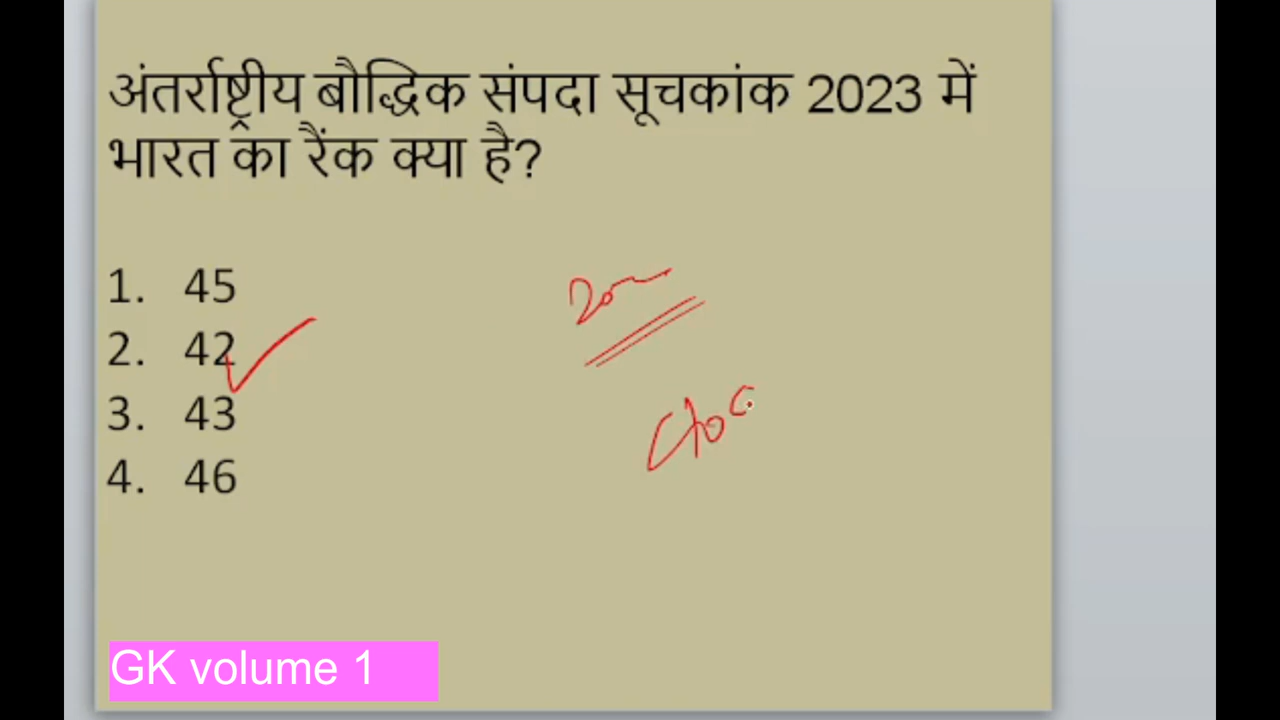 अंतर्राष्ट्रीय बौद्धिक संपदा सूचकांक 2023 में
भारत का रैंक क्या है?
1. 45
2. 42
3. 43
4. 46
GK volume 1